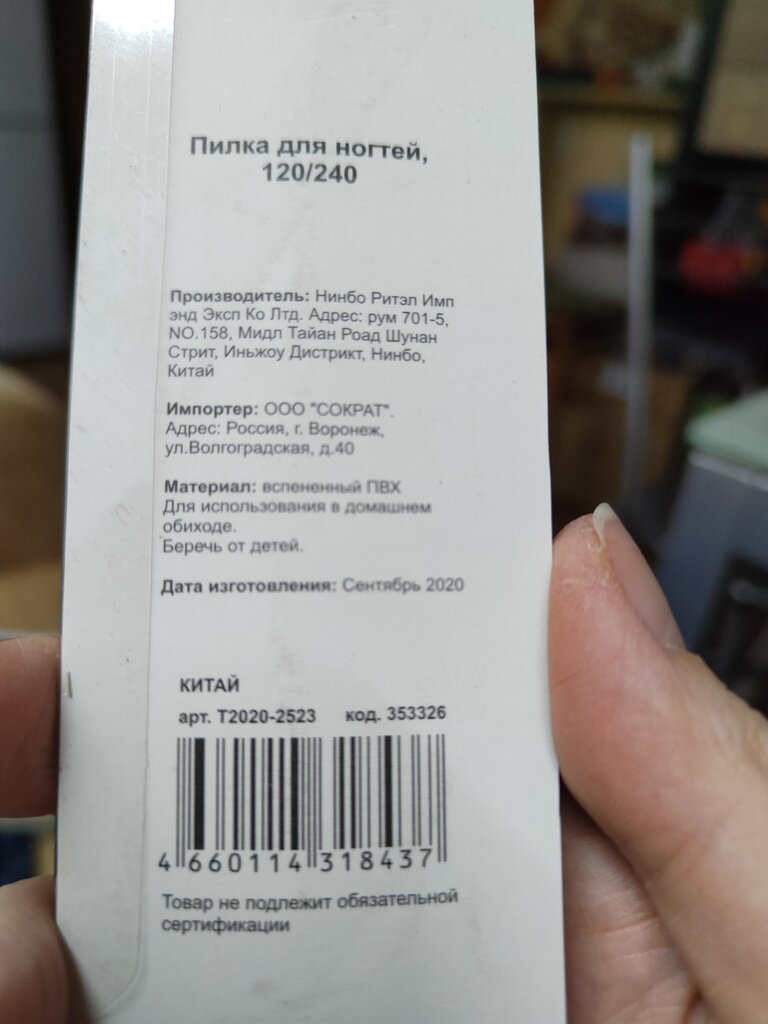 Пилка для ногтей,
120/240
Производитель: Нинбо Ритэл Имп
энд Эксп Ко Лтд. Адрес: рум 701-5,
NO.158, Мидл Тайан Роад Шунан
Стрит, Иньжоу Дистрикт, Нинбо,
Китай
Импортер: ООО "СОКРАТ".
Адрес: Россия, г. Воронеж,
ул.Волгоградская, д.40
Материал: вспененный ПВХ
Для использования в домашнем
обиходе.
Беречь от детей.
Дата изготовления: Сентябрь 2020
КИТАЙ
арт. Т2020-2523 код. 353326
4 660114 318437
Товар не подлежит обязательной
сертификации